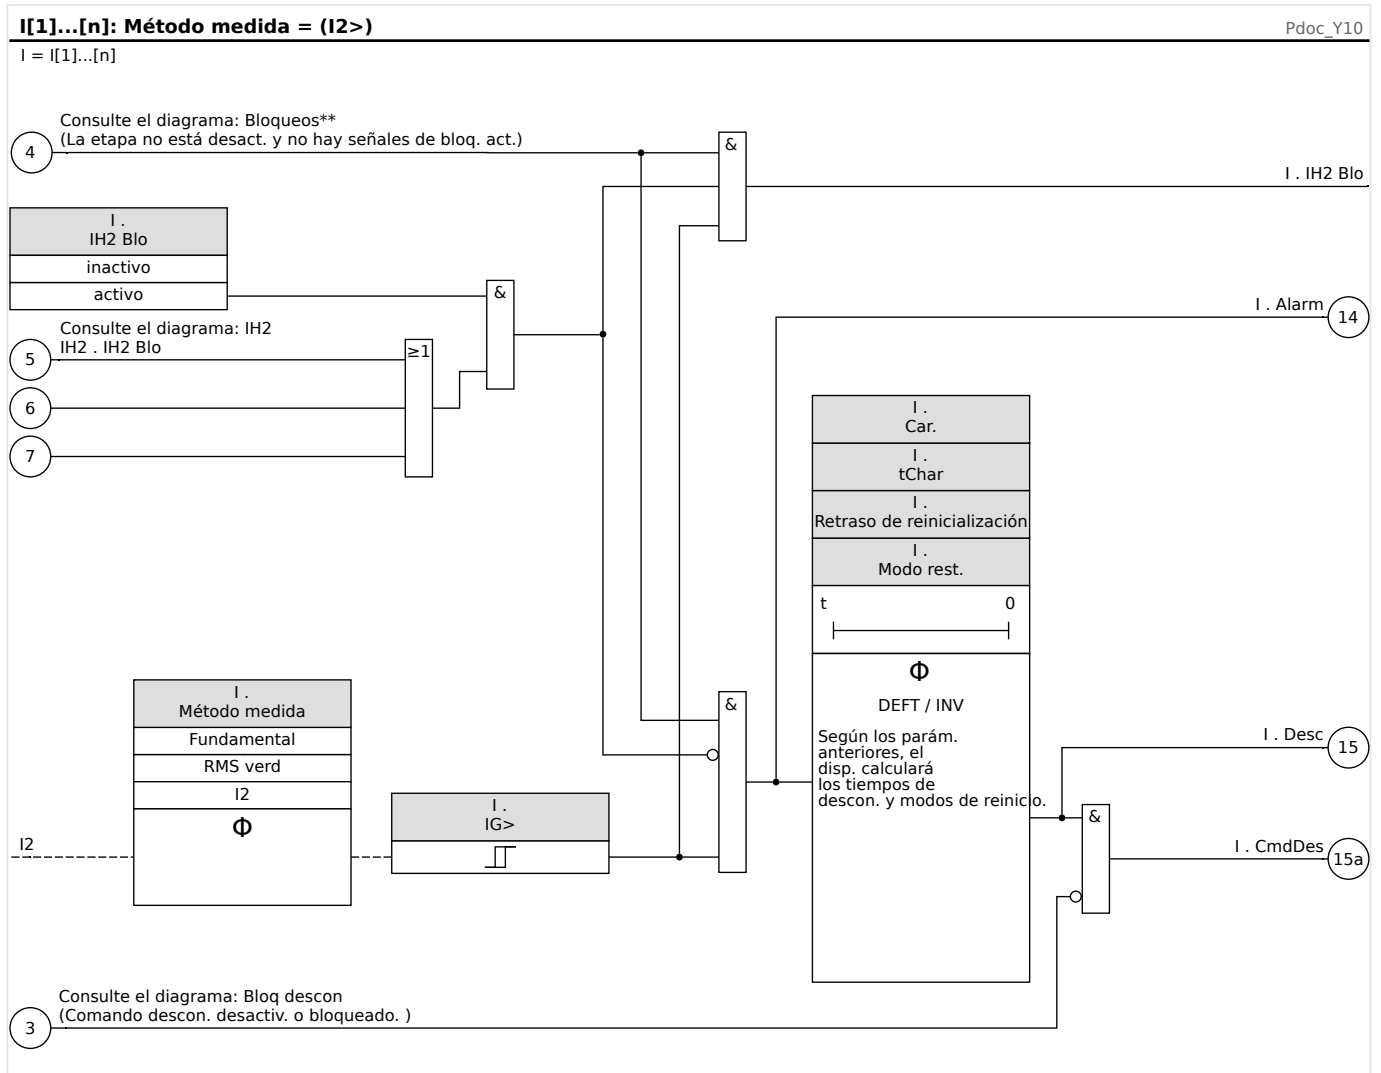 I[1]...[n]: Método medida = (I2>)
Pdoc_Y10
I = I[1]...[n]
Consulte el diagrama: Bloqueos**
(La etapa no está desact. y no hay señales de bloq. act.)
4
&
I . IH2 Blo
I .
IH2 Blo
inactivo
activo
&
Consulte el diagrama: IH2
IH2 . IH2 Blo
5
≥1
6
7
I . Alarm
14
I .
Car.
I .
tChar
I .
Retraso de reinicialización
I .
Modo rest.
t 0
Φ
DEFT / INV
Según los parám.
anteriores, el
disp. calculará
los tiempos de
descon. y modos de reinicio.
I .
Método medida
Fundamental
RMS verd
I2
Φ
I2
I .
IG>
&
I . Desc
15
&
I . CmdDes
15a
Consulte el diagrama: Bloq descon
(Comando descon. desactiv. o bloqueado. )
3